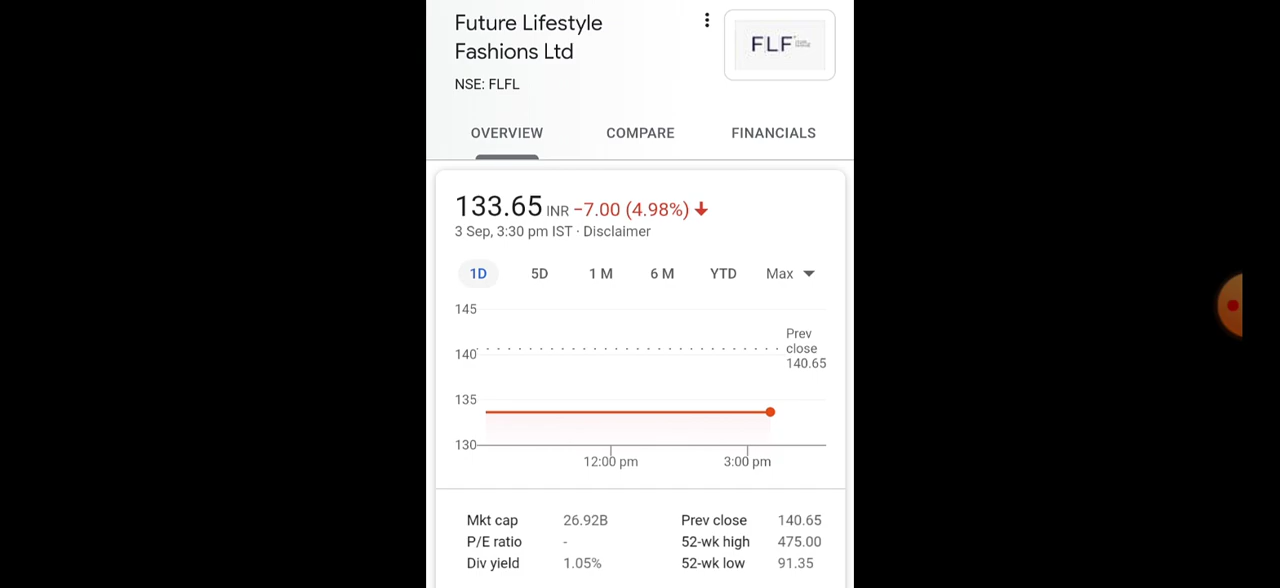 Future Lifestyle
Fashions Ltd
FLF
NSE: FLFL
OVERVIEW COMPARE FINANCIALS
133.65 INR −7.00 (4.98%)
3 Sep, 3:30 pm IST · Disclaimer
1D 5D 1 M 6 M YTD Max
145
140
135
130
Prev
close
140.65
12:00 pm 3:00 pm
Mkt cap 26.92B Prev close 140.65
P/E ratio - 52-wk high 475.00
Div yield 1.05% 52-wk low 91.35